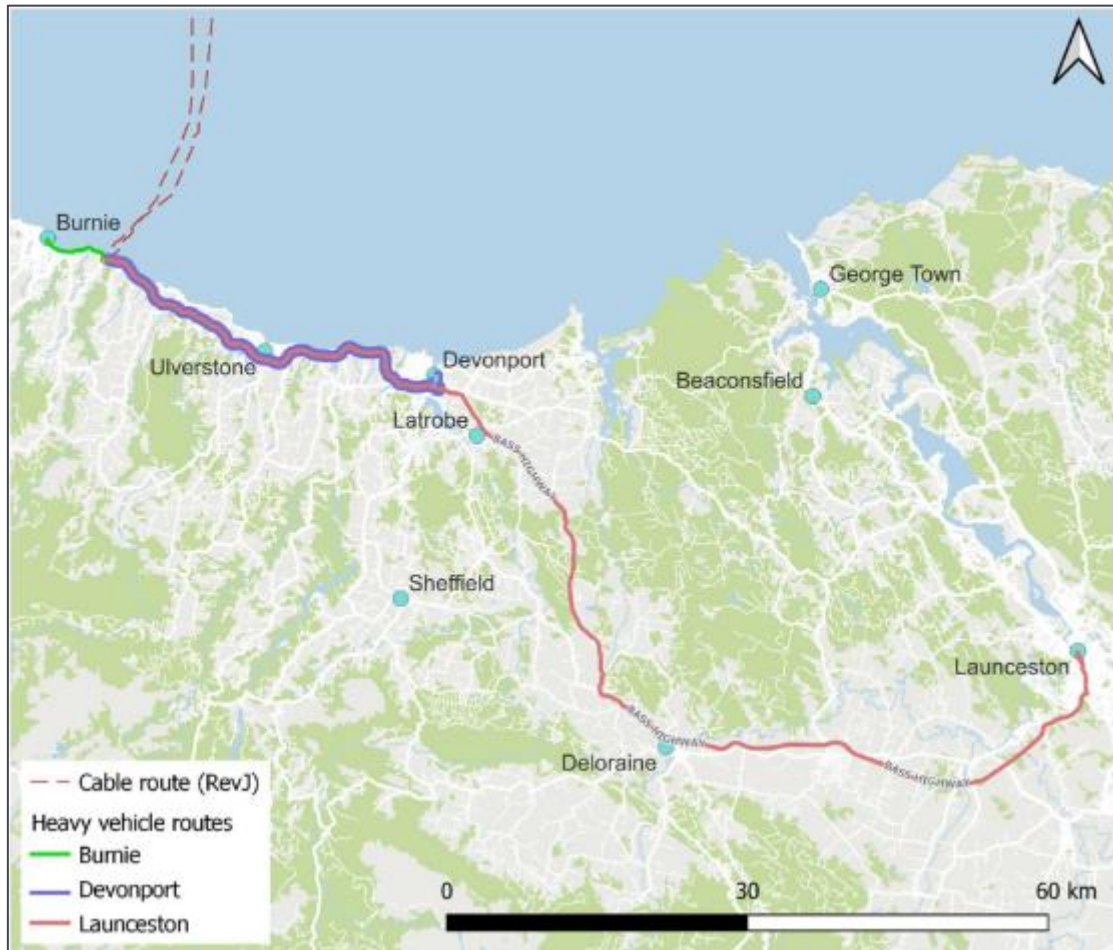 Burnie
George Town
Devonport
Ulverstone
Beaconsfield
Latrobe
BASS-HIGHWAY
Sheffield
Launceston
BASS-HIGHWAY
Deloraine
BASS-HIGHWAY
Cable route (RevJ)
Heavy vehicle routes
Burnie
Devonport
Launceston
0 30 60 km